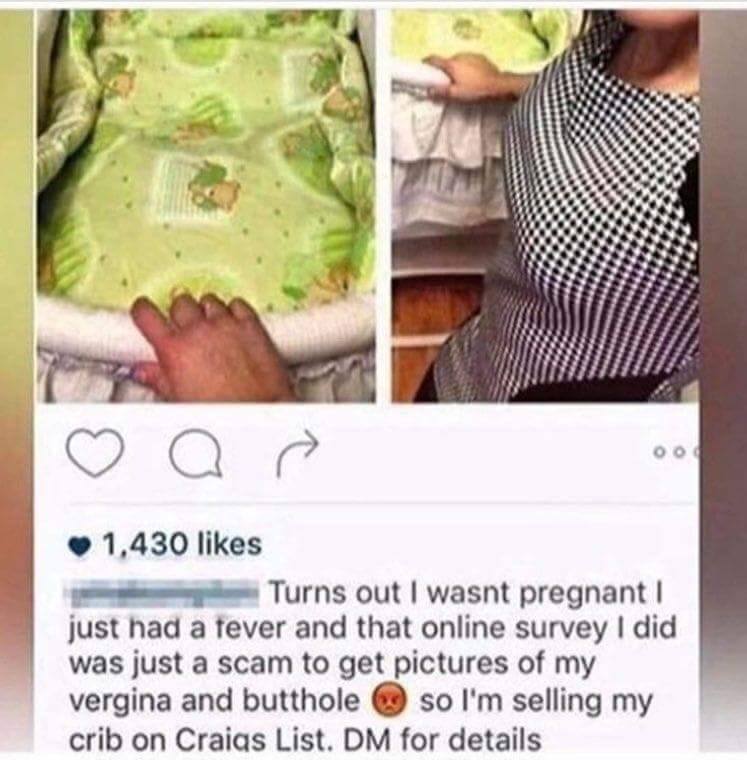 1,430 likes
Turns out I wasnt pregnant I
just had a fever and that online survey I did
was just a scam to get pictures of my
vergina and butthole 😡 so I'm selling my
crib on Craigs List. DM for details